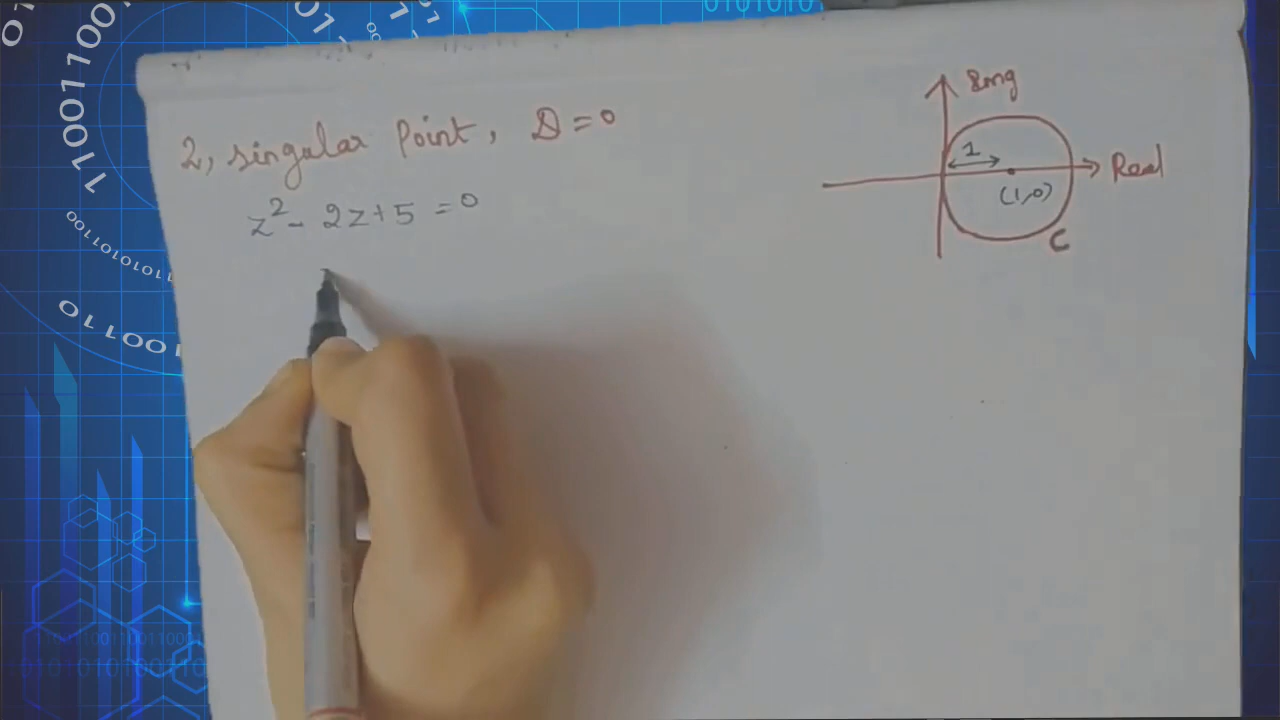 2, singular Point, D = 0
z² - 2z + 5 = 0
Img
1
Real
(1,0)
C